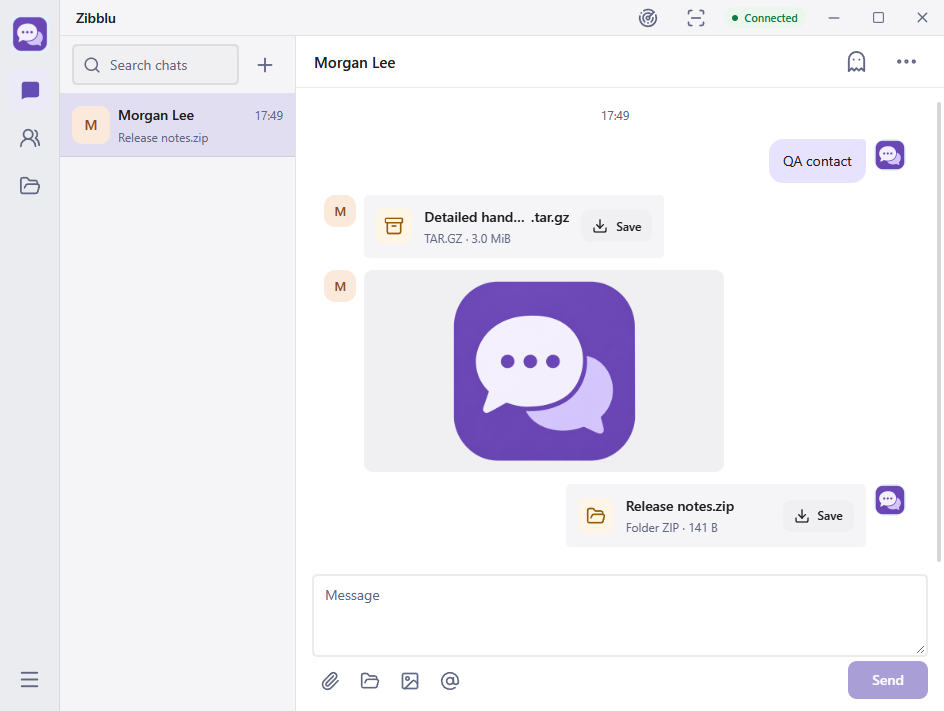 Zibblu
Connected
Search chats
Morgan Lee
M
Morgan Lee
17:49
Release notes.zip
17:49
QA contact
M
Detailed hand... .tar.gz
TAR.GZ · 3.0 MiB
Save
M
Release notes.zip
Folder ZIP · 141 B
Save
Message
Send